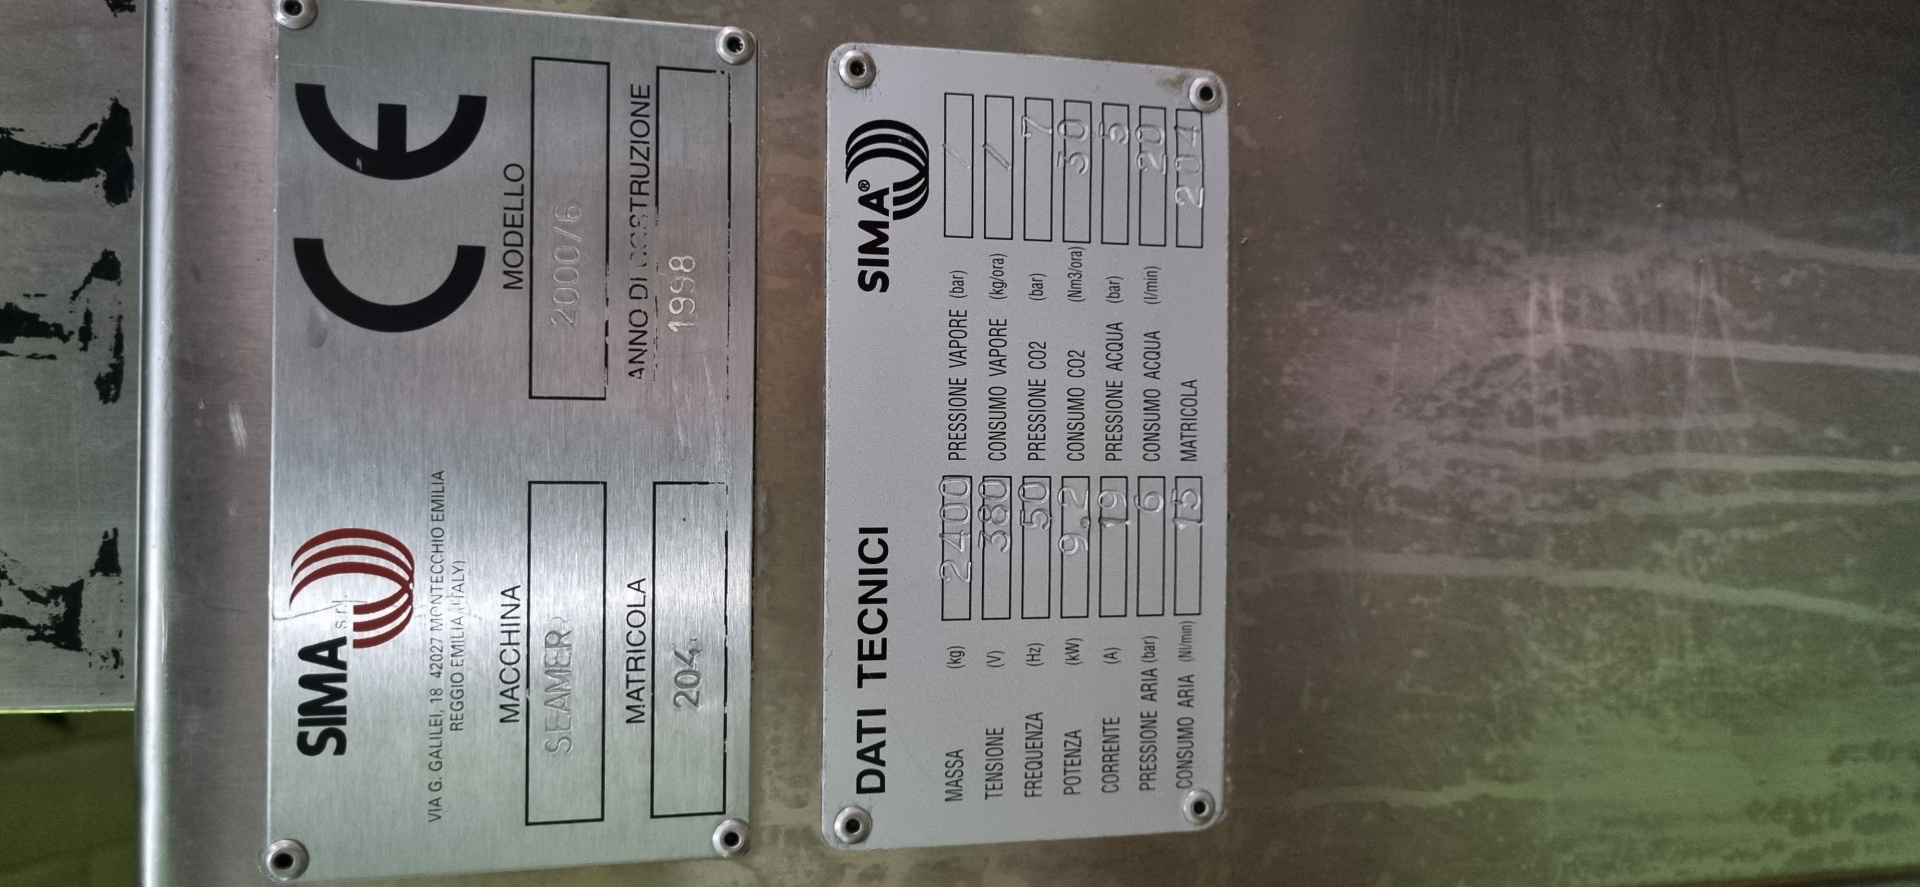 SIMA s.r.l.
CE
VIA G. GALILEI, 18 42027 MONTECCHIO EMILIA
REGGIO EMILIA (ITALY)
MACCHINA MODELLO
SEAMER 2000/6
MATRICOLA ANNO DI COSTRUZIONE
204 1998
DATI TECNICI SIMA®
MASSA (kg) 2400 PRESSIONE VAPORE (bar) /
TENSIONE (V) 380 CONSUMO VAPORE (kg/ora) /
FREQUENZA (Hz) 50 PRESSIONE CO2 (bar) 7
POTENZA (kW) 9.2 CONSUMO CO2 (Nm3/ora) 30
CORRENTE (A) 19 PRESSIONE ACQUA (bar) 3
PRESSIONE ARIA (bar) 6 CONSUMO ACQUA (l/min) 20
CONSUMO ARIA (Nl/min) 15 MATRICOLA 204